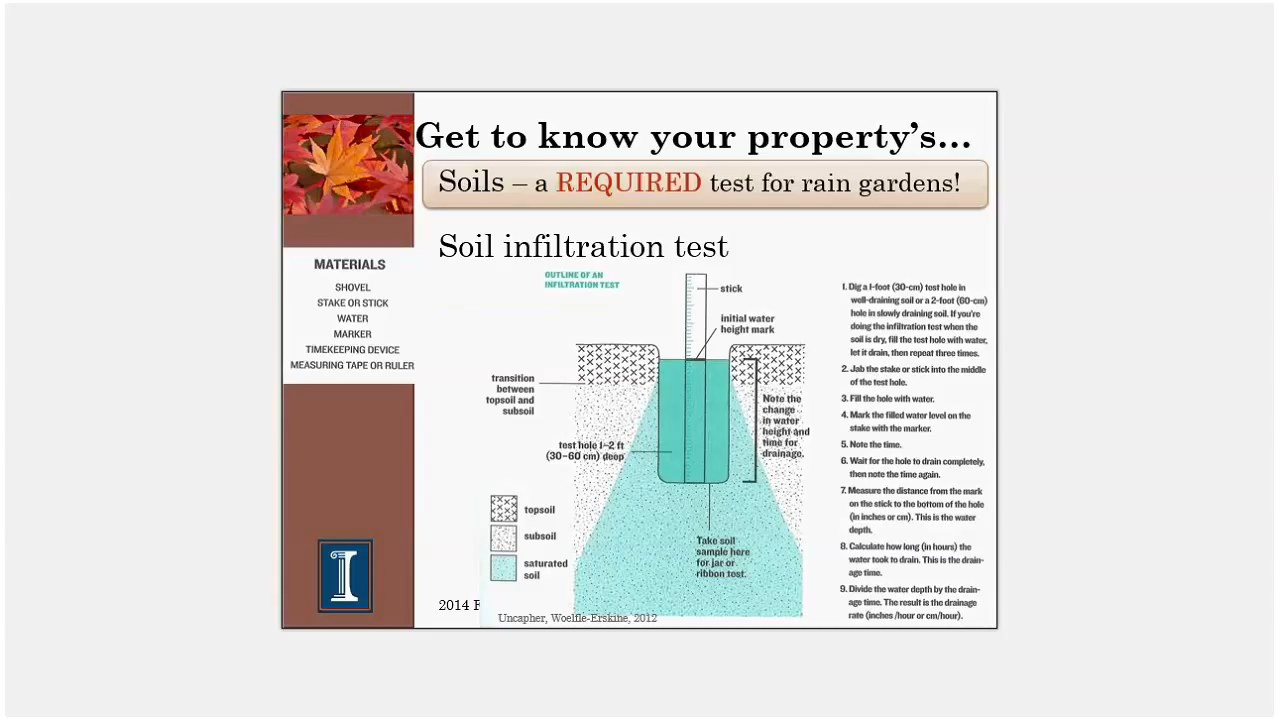 Get to know your property's...
Soils – a REQUIRED test for rain gardens!
Soil infiltration test
MATERIALS
SHOVEL
STAKE OR STICK
WATER
MARKER
TIMEKEEPING DEVICE
MEASURING TAPE OR RULER
OUTLINE OF AN
INFILTRATION TEST
stick
initial water
height mark
transition
between
topsoil and
subsoil
Note the
change
in water
height and
time for
drainage.
test hole 1–2 ft
(30–60 cm) deep
topsoil
subsoil
saturated
soil
Take soil
sample here
for jar or
ribbon test.
1. Dig a 1-foot (30-cm) test hole in
well-draining soil or a 2-foot (60-cm)
hole in slowly draining soil. If you're
doing the infiltration test when the
soil is dry, fill the test hole with water,
let it drain, then repeat three times.
2. Jab the stake or stick into the middle
of the test hole.
3. Fill the hole with water.
4. Mark the filled water level on the
stake with the marker.
5. Note the time.
6. Wait for the hole to drain completely,
then note the time again.
7. Measure the distance from the mark
on the stick to the bottom of the hole
(in inches or cm). This is the water
depth.
8. Calculate how long (in hours) the
water took to drain. This is the drain-
age time.
9. Divide the water depth by the drain-
age time. The result is the drainage
rate (inches /hour or cm/hour).
2014
Uncapher, Woelfle-Erskine, 2012